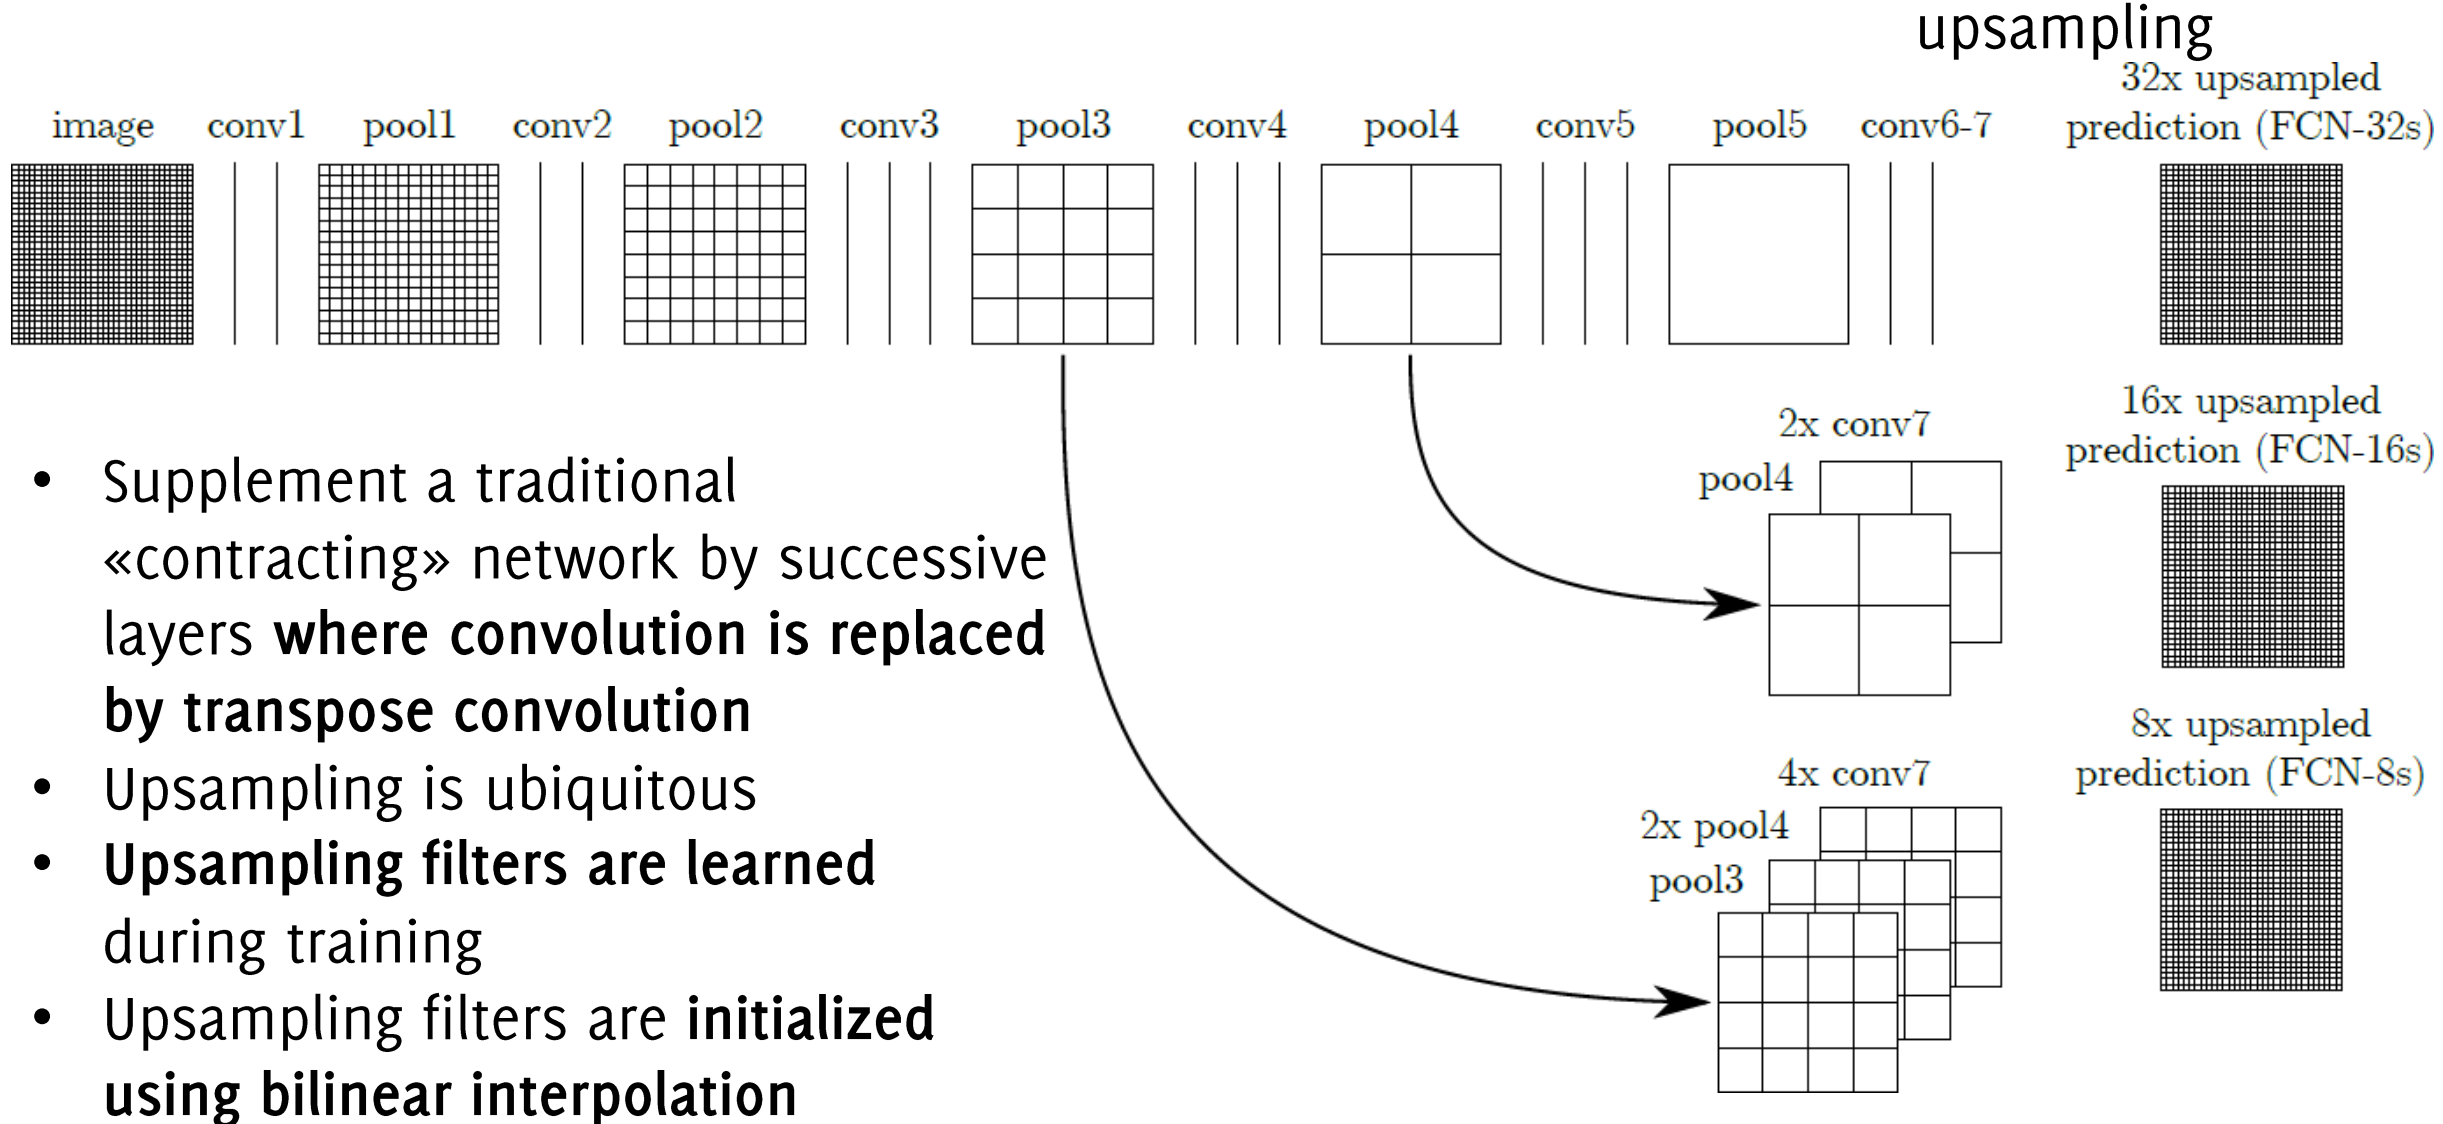 upsampling
32x upsampled
image conv1 pool1 conv2 pool2 conv3 pool3 conv4 pool4 conv5 pool5 conv6-7 prediction (FCN-32s)
16x upsampled
2x conv7
prediction (FCN-16s)
pool4
• Supplement a traditional
«contracting» network by successive
layers where convolution is replaced
by transpose convolution
8x upsampled
4x conv7
prediction (FCN-8s)
2x pool4
pool3
• Upsampling is ubiquitous
• Upsampling filters are learned
during training
• Upsampling filters are initialized
using bilinear interpolation